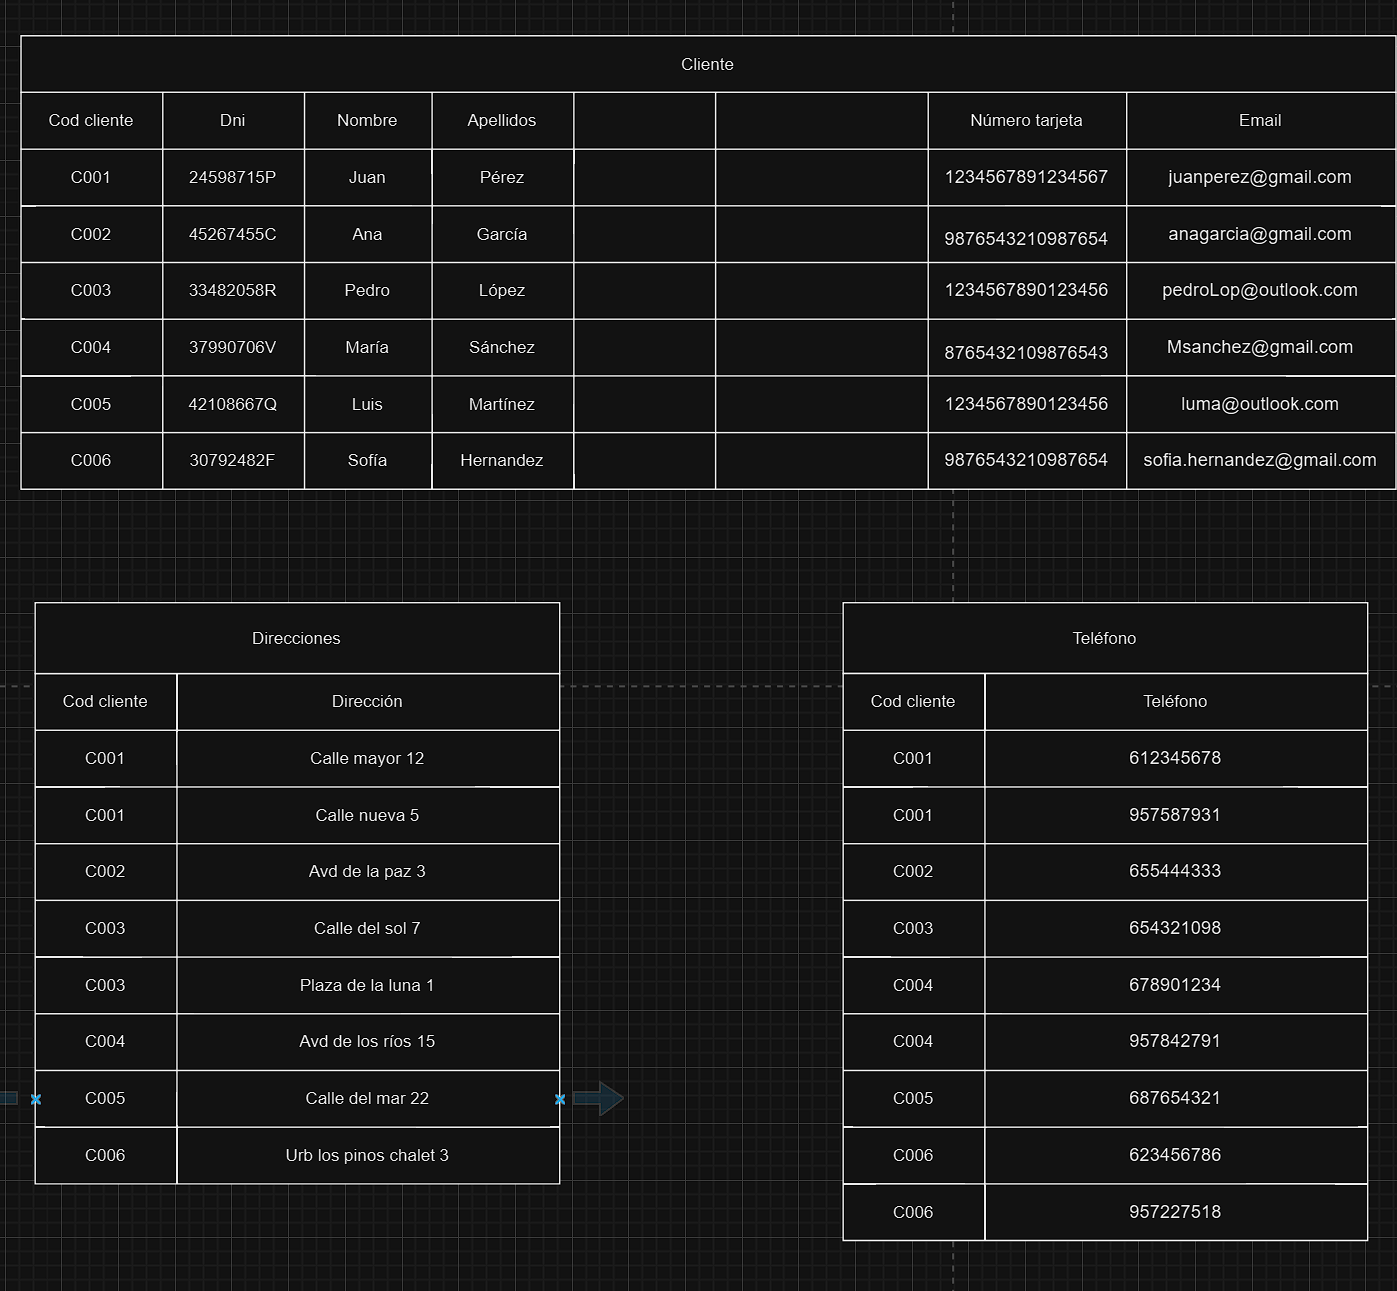 Cliente
Cod cliente Dni Nombre Apellidos Número tarjeta Email
C001 24598715P Juan Pérez 1234567891234567 juanperez@gmail.com
C002 45267455C Ana García 9876543210987654 anagarcia@gmail.com
C003 33482058R Pedro López 1234567890123456 pedroLop@outlook.com
C004 37990706V María Sánchez 8765432109876543 Msanchez@gmail.com
C005 42108667Q Luis Martínez 1234567890123456 luma@outlook.com
C006 30792482F Sofía Hernandez 9876543210987654 sofia.hernandez@gmail.com
Direcciones
Cod cliente Dirección
C001 Calle mayor 12
C001 Calle nueva 5
C002 Avd de la paz 3
C003 Calle del sol 7
C003 Plaza de la luna 1
C004 Avd de los ríos 15
C005 Calle del mar 22
C006 Urb los pinos chalet 3
Teléfono
Cod cliente Teléfono
C001 612345678
C001 957587931
C002 655444333
C003 654321098
C004 678901234
C004 957842791
C005 687654321
C006 623456786
C006 957227518